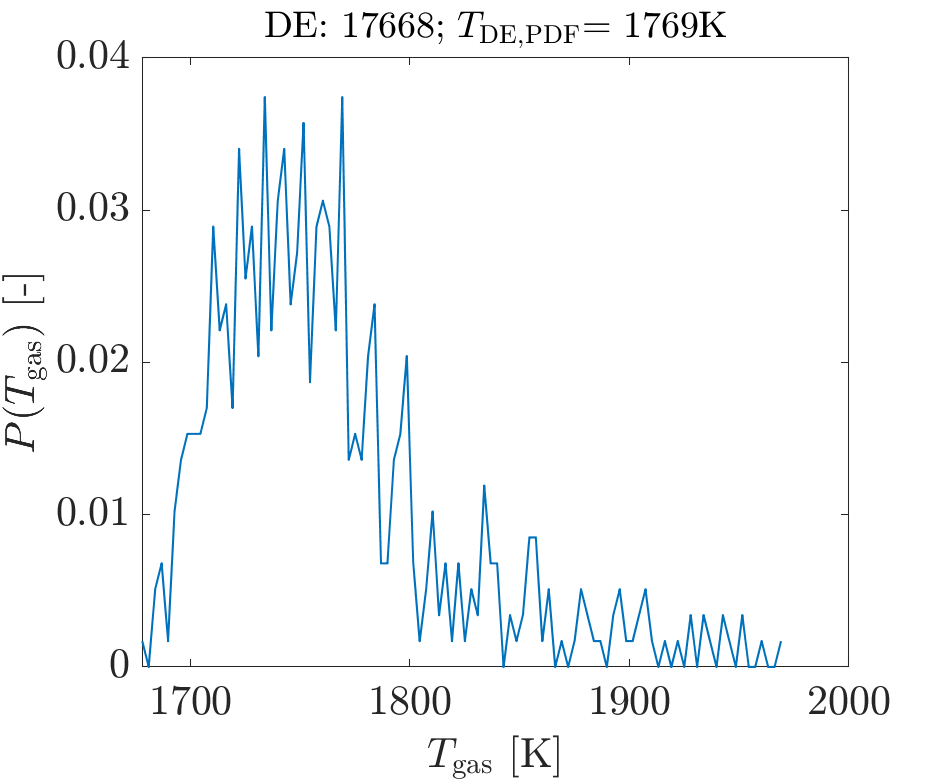 DE: 17668; T_DE,PDF= 1769K
0.04
0.03
0.02
0.01
0
P(T_gas) [-]
1700 1800 1900 2000
T_gas [K]